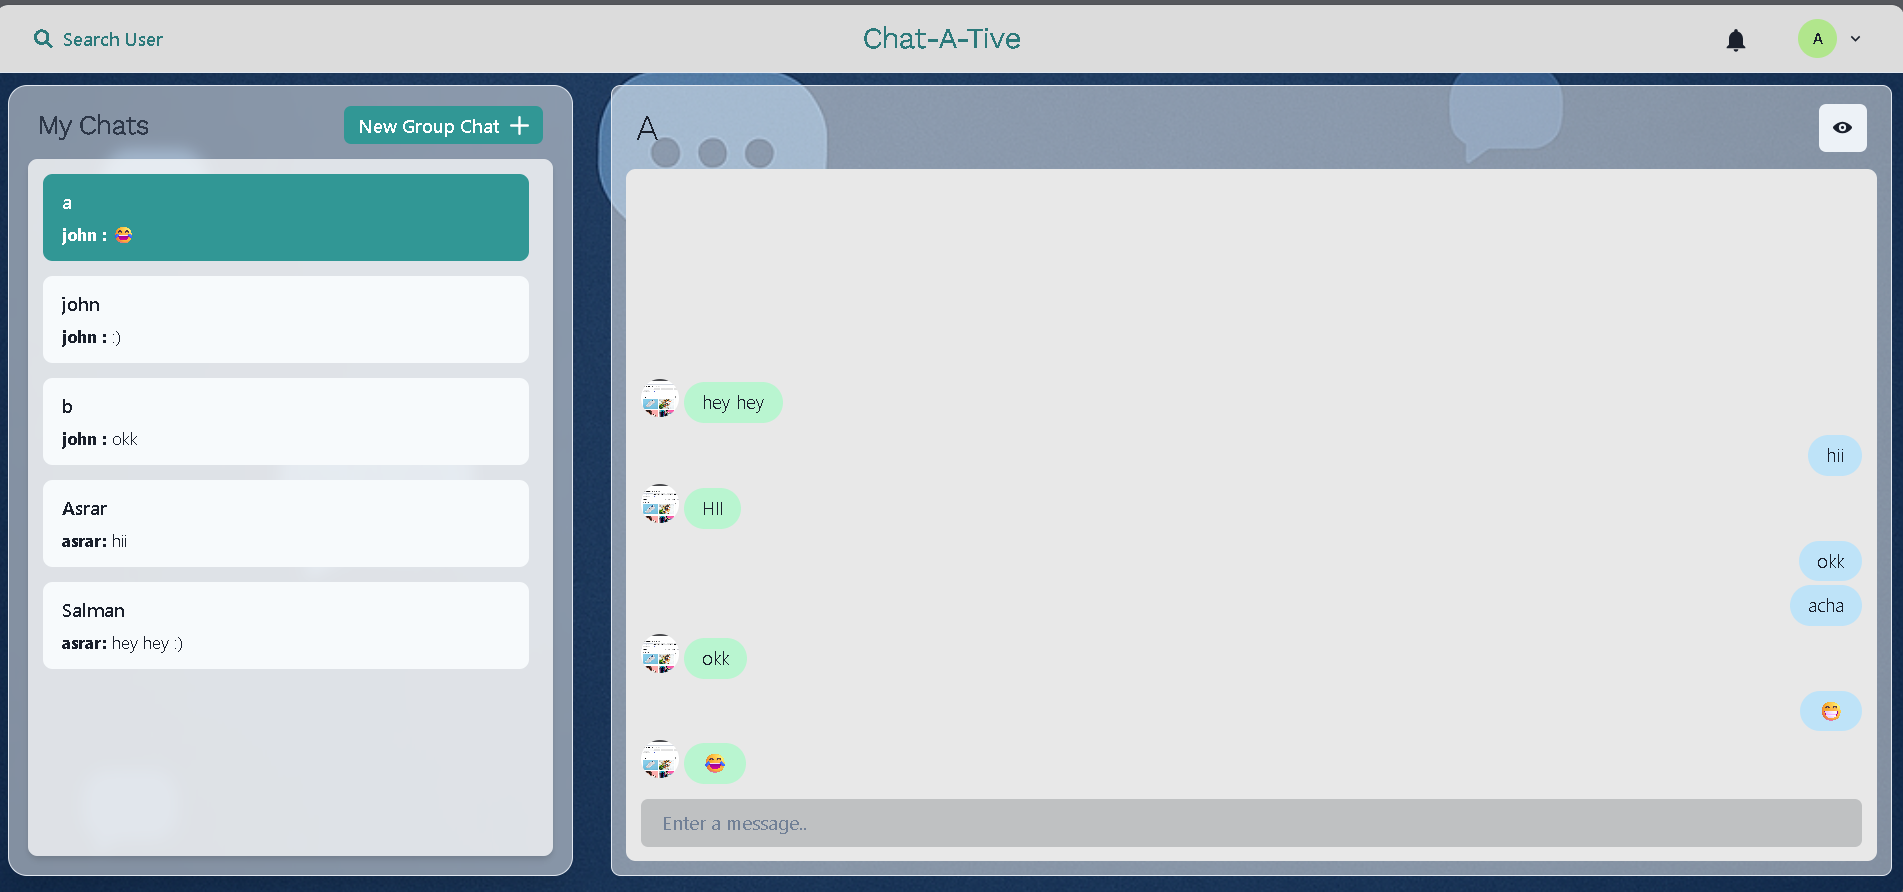 Search User
Chat-A-Tive
A
My Chats
New Group Chat
a
john : 😂
john
john : :)
b
john : okk
Asrar
asrar: hii
Salman
asrar: hey hey :)
A
hey hey
hii
HII
okk
acha
okk
😁
😂
Enter a message..